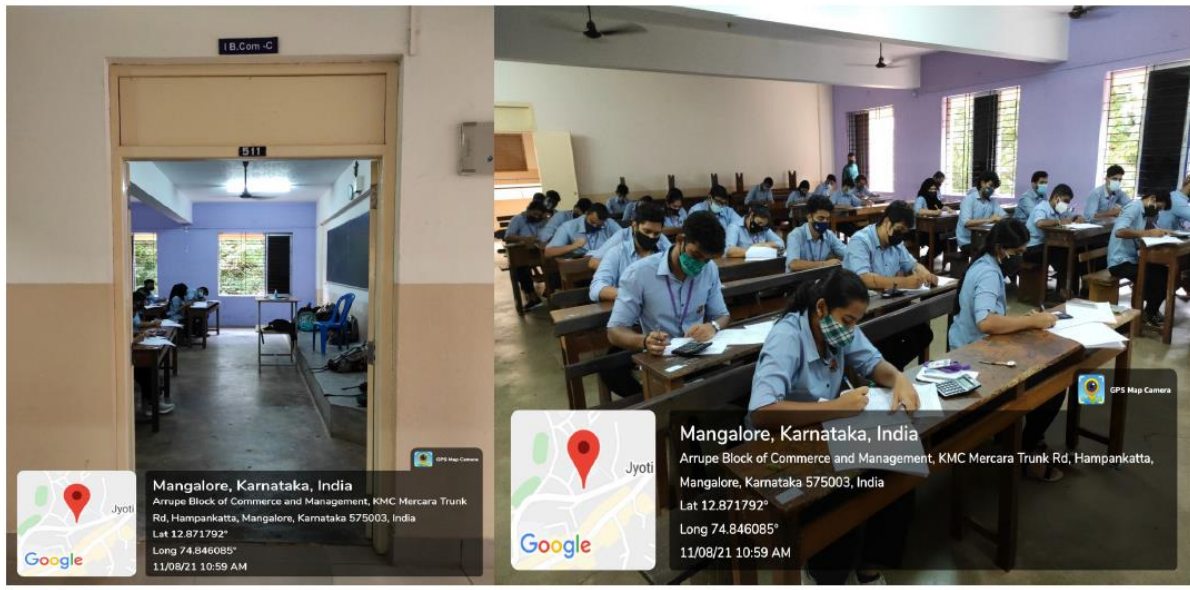 I B.Com -C
511
GPS Map Camera
Jyoti
Google
Mangalore, Karnataka, India
Arrupe Block of Commerce and Management, KMC Mercara Trunk
Rd, Hampankatta, Mangalore, Karnataka 575003, India
Lat 12.871792°
Long 74.846085°
11/08/21 10:59 AM
GPS Map Camera
Jyoti
Google
Mangalore, Karnataka, India
Arrupe Block of Commerce and Management, KMC Mercara Trunk Rd, Hampankatta,
Mangalore, Karnataka 575003, India
Lat 12.871792°
Long 74.846085°
11/08/21 10:59 AM